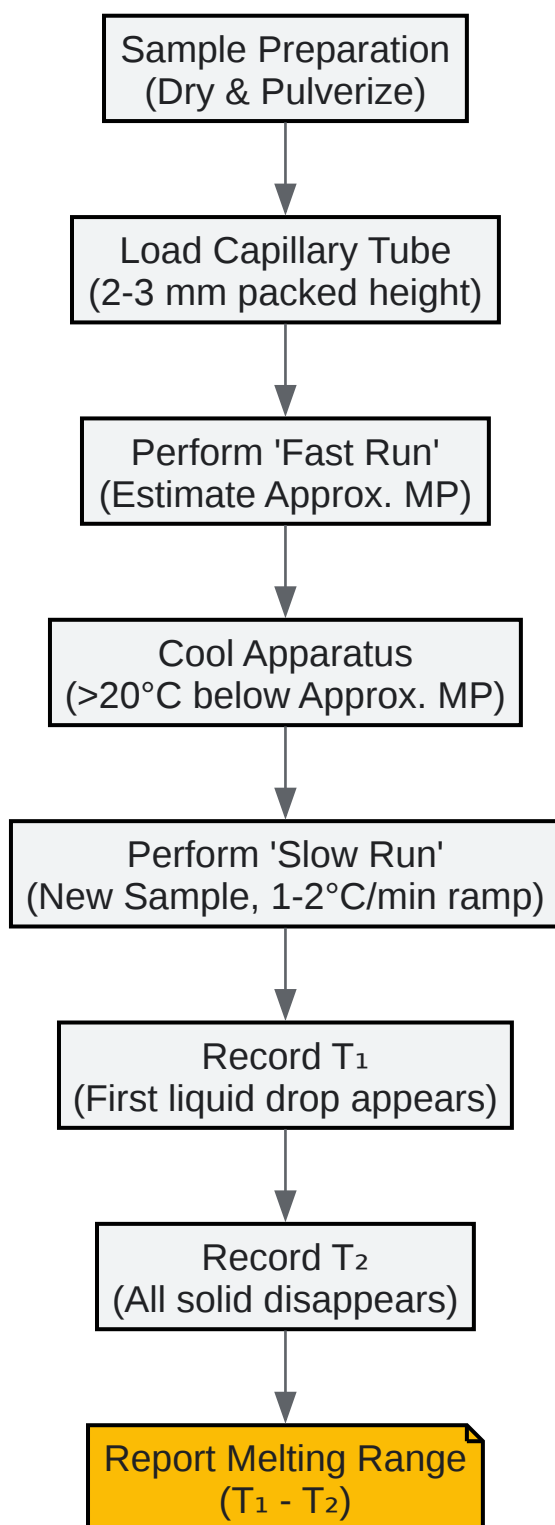 Sample Preparation
(Dry & Pulverize)
Load Capillary Tube
(2-3 mm packed height)
Perform 'Fast Run'
(Estimate Approx. MP)
Cool Apparatus
(>20°C below Approx. MP)
Perform 'Slow Run'
(New Sample, 1-2°C/min ramp)
Record T₁
(First liquid drop appears)
Record T₂
(All solid disappears)
Report Melting Range
(T₁ - T₂)